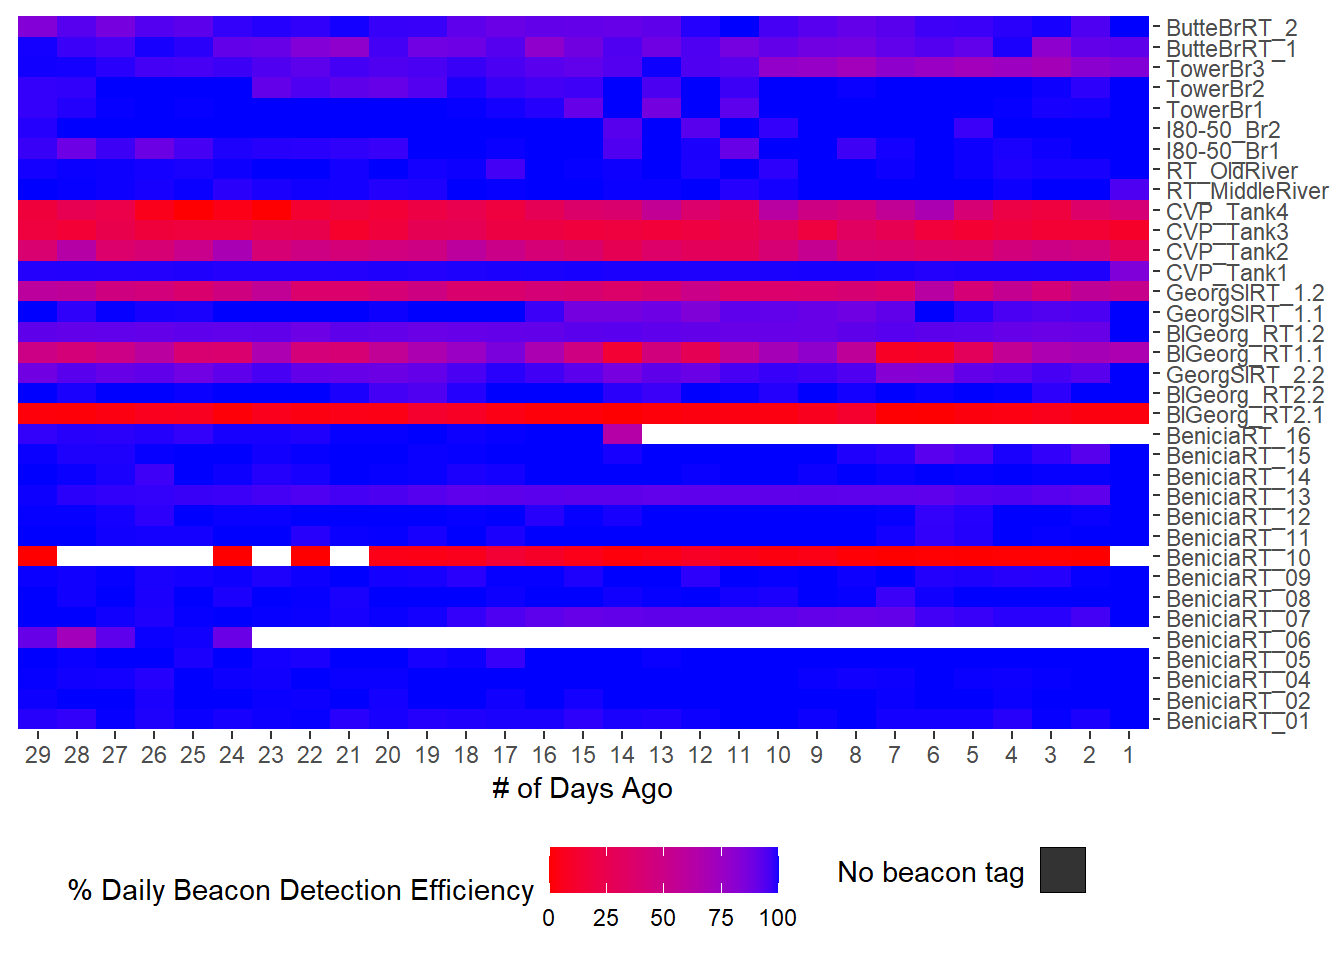 ButteBrRT_2
ButteBrRT_1
TowerBr3
TowerBr2
TowerBr1
I80-50_Br2
I80-50_Br1
RT_OldRiver
RT_MiddleRiver
CVP_Tank4
CVP_Tank3
CVP_Tank2
CVP_Tank1
GeorgSlRT_1.2
GeorgSlRT_1.1
BlGeorg_RT1.2
BlGeorg_RT1.1
GeorgSlRT_2.2
BlGeorg_RT2.2
BlGeorg_RT2.1
BeniciaRT_16
BeniciaRT_15
BeniciaRT_14
BeniciaRT_13
BeniciaRT_12
BeniciaRT_11
BeniciaRT_10
BeniciaRT_09
BeniciaRT_08
BeniciaRT_07
BeniciaRT_06
BeniciaRT_05
BeniciaRT_04
BeniciaRT_02
BeniciaRT_01
29 28 27 26 25 24 23 22 21 20 19 18 17 16 15 14 13 12 11 10 9 8 7 6 5 4 3 2 1
# of Days Ago
% Daily Beacon Detection Efficiency
0 25 50 75 100
No beacon tag